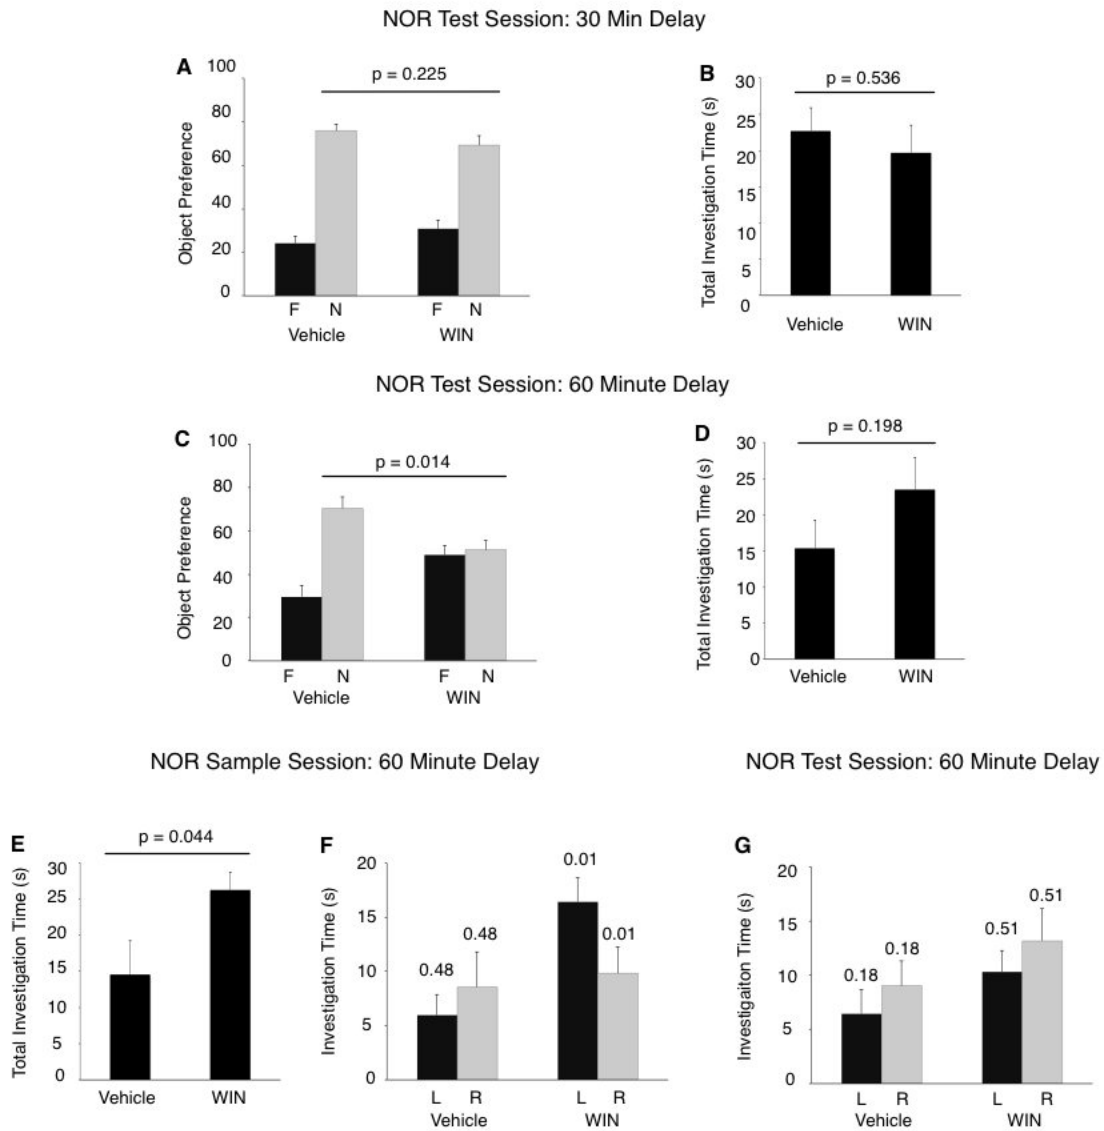 NOR Test Session: 30 Min Delay
A
p = 0.225
100
80
60
40
20
0
Object Preference
F N F N
Vehicle WIN
B
p = 0.536
30
25
20
15
10
5
0
Total Investigation Time (s)
Vehicle WIN
NOR Test Session: 60 Minute Delay
C
p = 0.014
100
80
60
40
20
0
Object Preference
F N F N
Vehicle WIN
D
p = 0.198
30
25
20
15
10
5
0
Total Investigation Time (s)
Vehicle WIN
NOR Sample Session: 60 Minute Delay
E
p = 0.044
30
25
20
15
10
5
0
Total Investigation Time (s)
Vehicle WIN
F
20
15
10
5
0
Investigation Time (s)
0.48 0.48 0.01 0.01
L R L R
Vehicle WIN
NOR Test Session: 60 Minute Delay
G
20
15
10
5
0
Investigaiton Time (s)
0.18 0.18 0.51 0.51
L R L R
Vehicle WIN